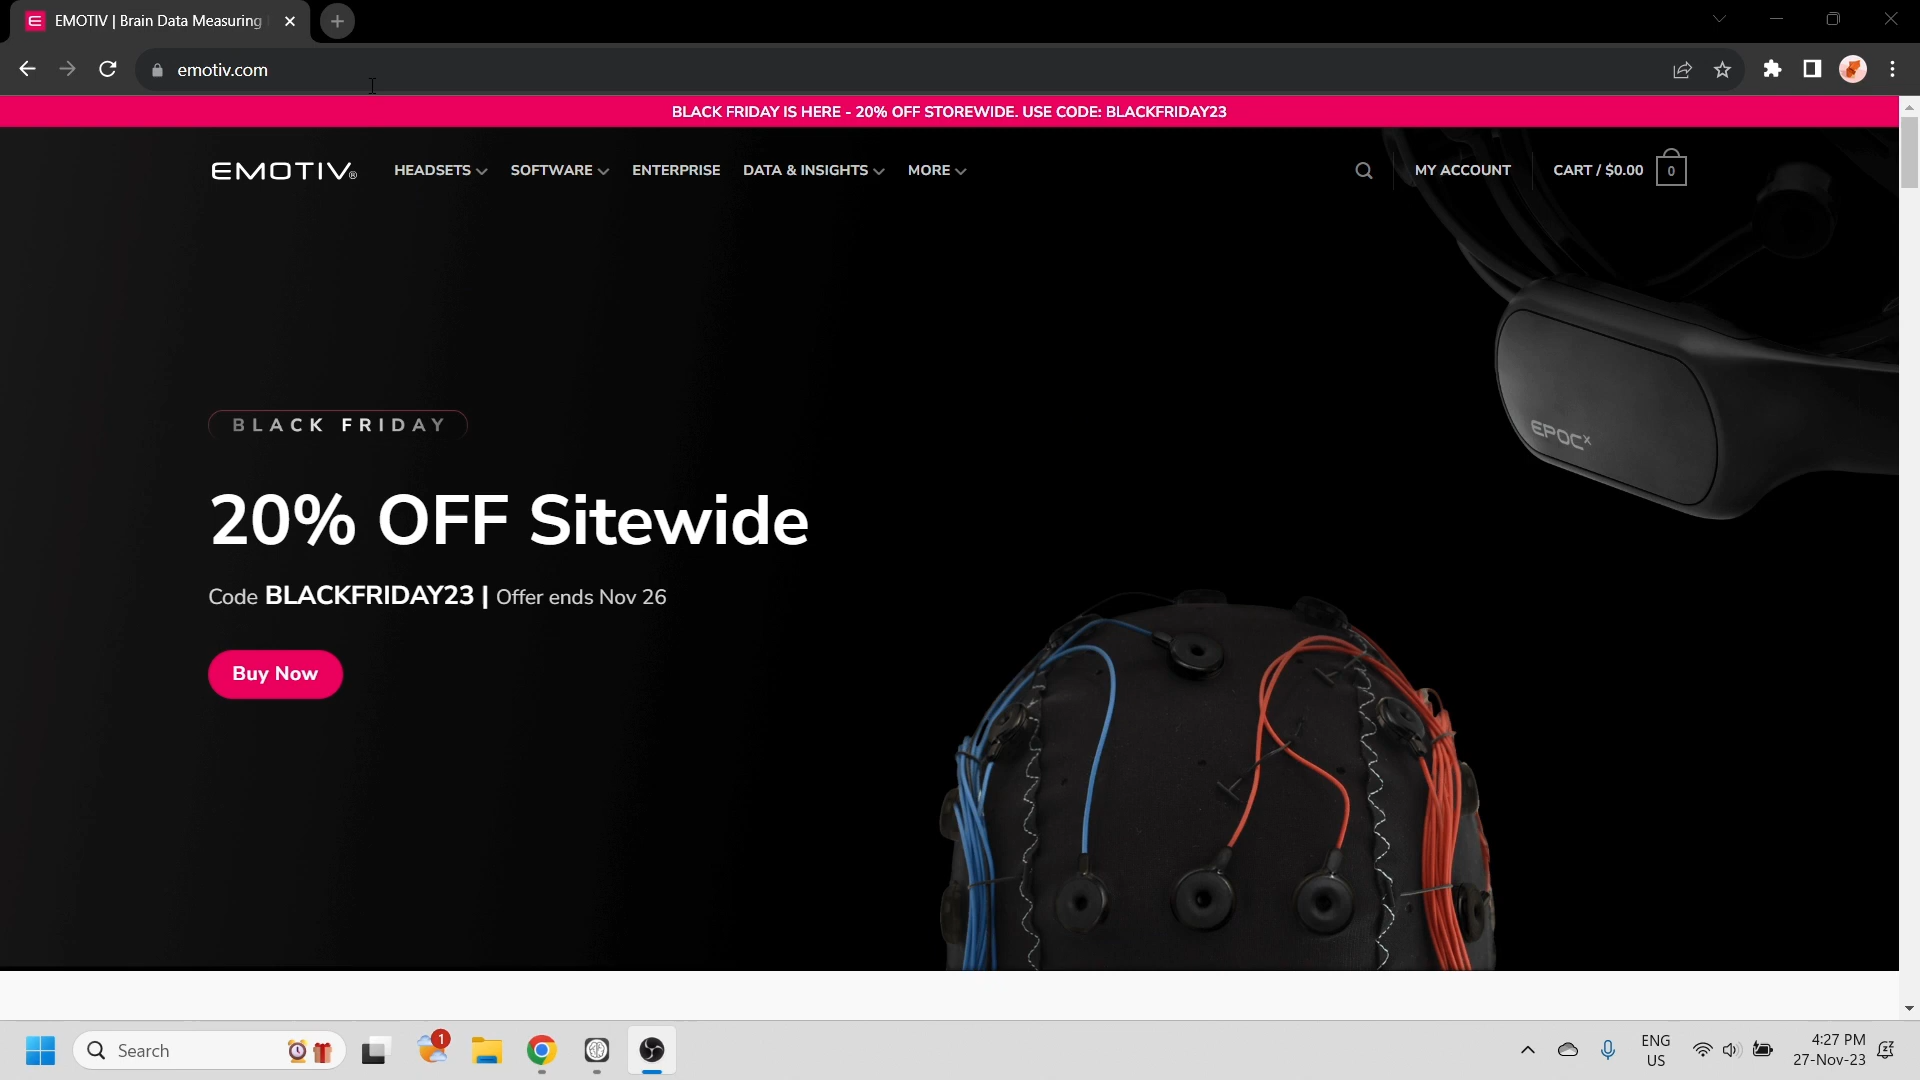 EMOTIV | Brain Data Measuring
emotiv.com
BLACK FRIDAY IS HERE - 20% OFF STOREWIDE. USE CODE: BLACKFRIDAY23
EMOTIV®
HEADSETS
SOFTWARE
ENTERPRISE
DATA & INSIGHTS
MORE
MY ACCOUNT
CART / $0.00
0
EPOCX
BLACK FRIDAY
20% OFF Sitewide
Code BLACKFRIDAY23 | Offer ends Nov 26
Buy Now
Search
1
ENG
US
4:27 PM
27-Nov-23